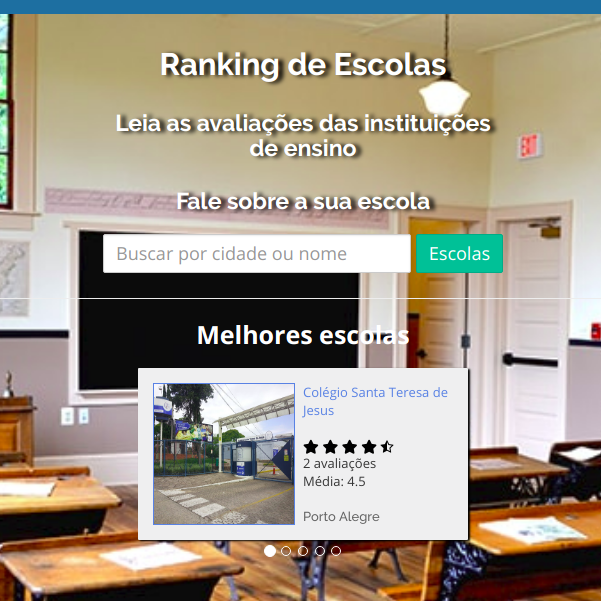 Ranking de Escolas
Leia as avaliações das instituições
de ensino
Fale sobre a sua escola
Buscar por cidade ou nome
Escolas
Melhores escolas
Colégio Santa Teresa de
Jesus
2 avaliações
Média: 4.5
Porto Alegre